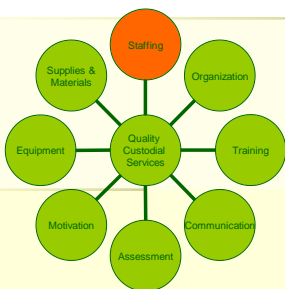 Staffing
Supplies &
Materials
Organization
Equipment
Quality
Custodial
Services
Training
Motivation
Communication
Assessment